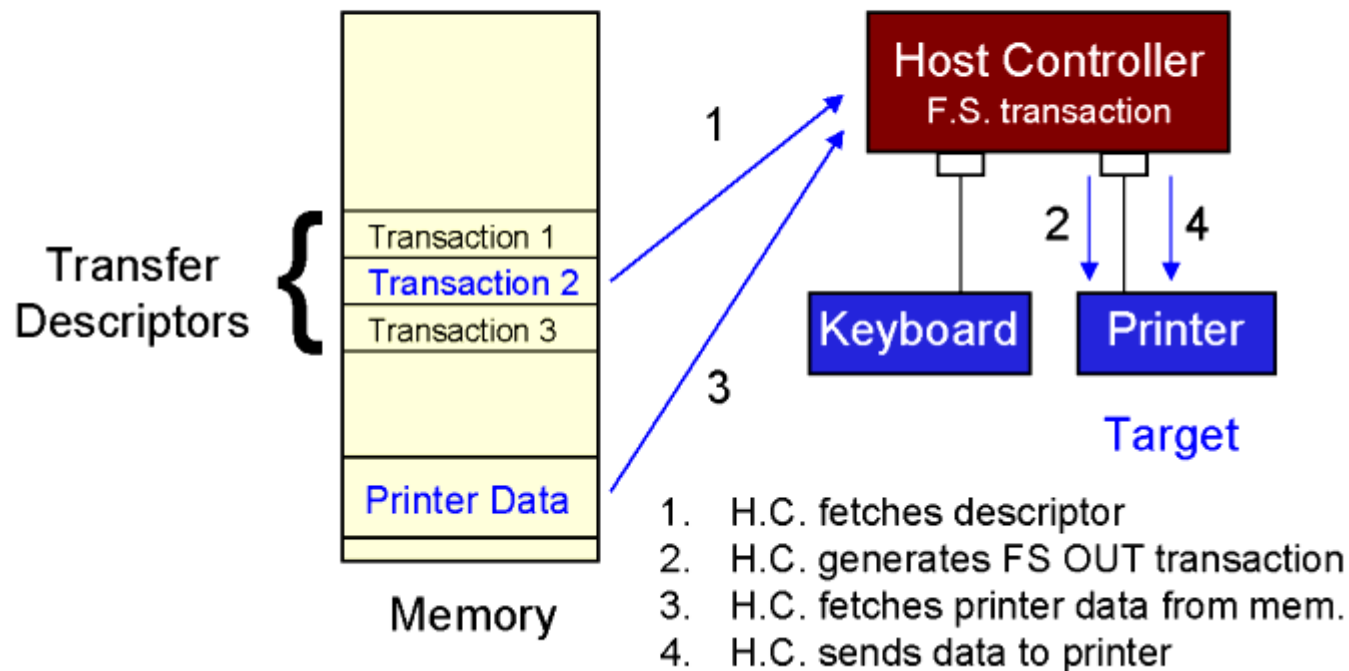 Host Controller
F.S. transaction
1
Transfer
Descriptors
{
Transaction 1
Transaction 2
Transaction 3
2
4
Keyboard
Printer
3
Target
Printer Data
Memory
1. H.C. fetches descriptor
2. H.C. generates FS OUT transaction
3. H.C. fetches printer data from mem.
4. H.C. sends data to printer